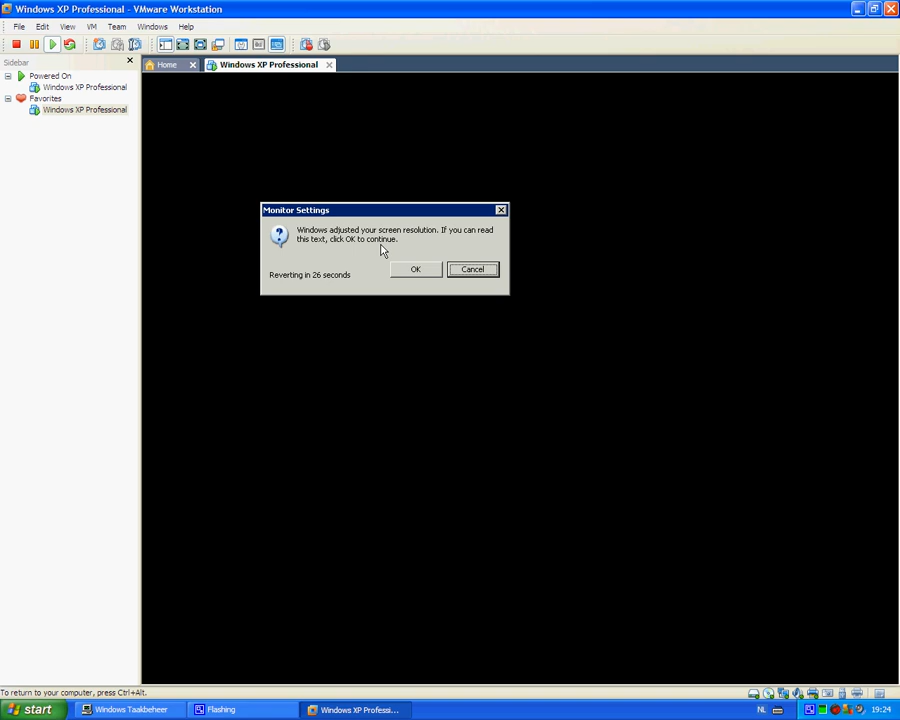 Windows XP Professional - VMware Workstation
File Edit View VM Team Windows Help
Sidebar
Home
Windows XP Professional
Powered On
Windows XP Professional
Favorites
Windows XP Professional
Monitor Settings
Windows adjusted your screen resolution. If you can read
this text, click OK to continue.
Reverting in 26 seconds
OK
Cancel
To return to your computer, press Ctrl+Alt.
start
Windows Taakbeheer
Flashing
Windows XP Professi...
NL
19:24